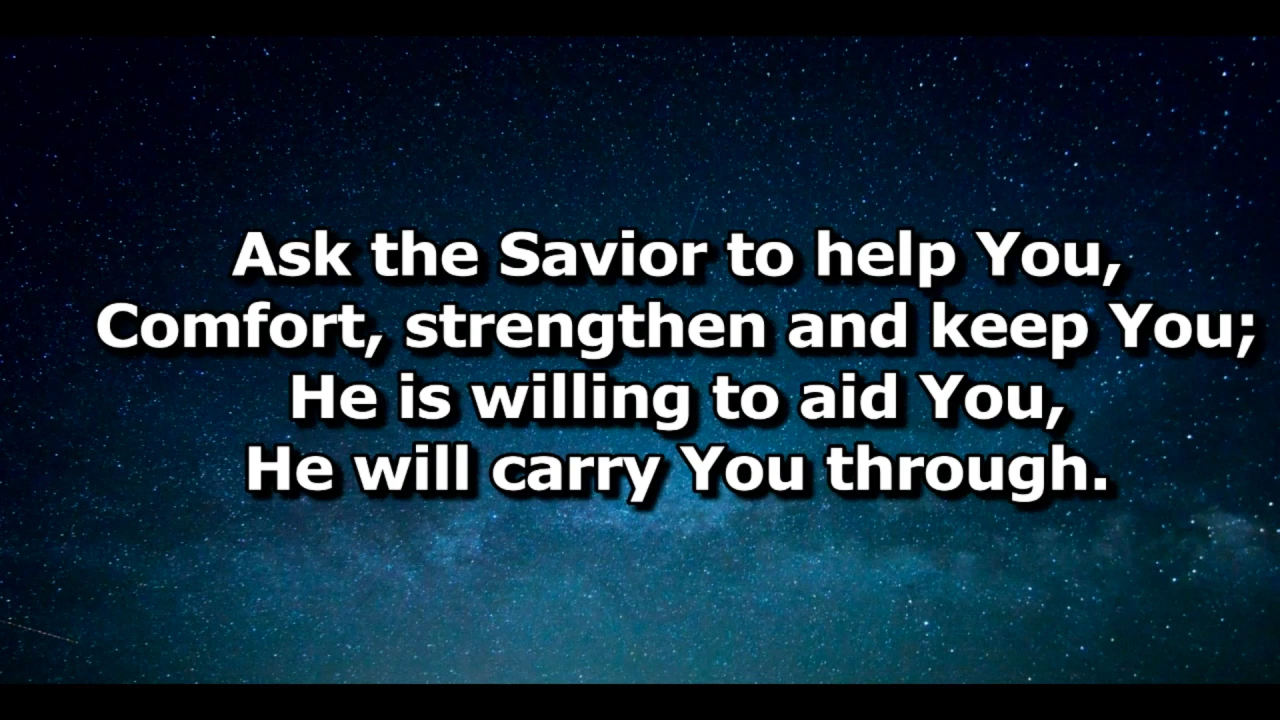 Ask the Savior to help You,
Comfort, strengthen and keep You;
He is willing to aid You,
He will carry You through.